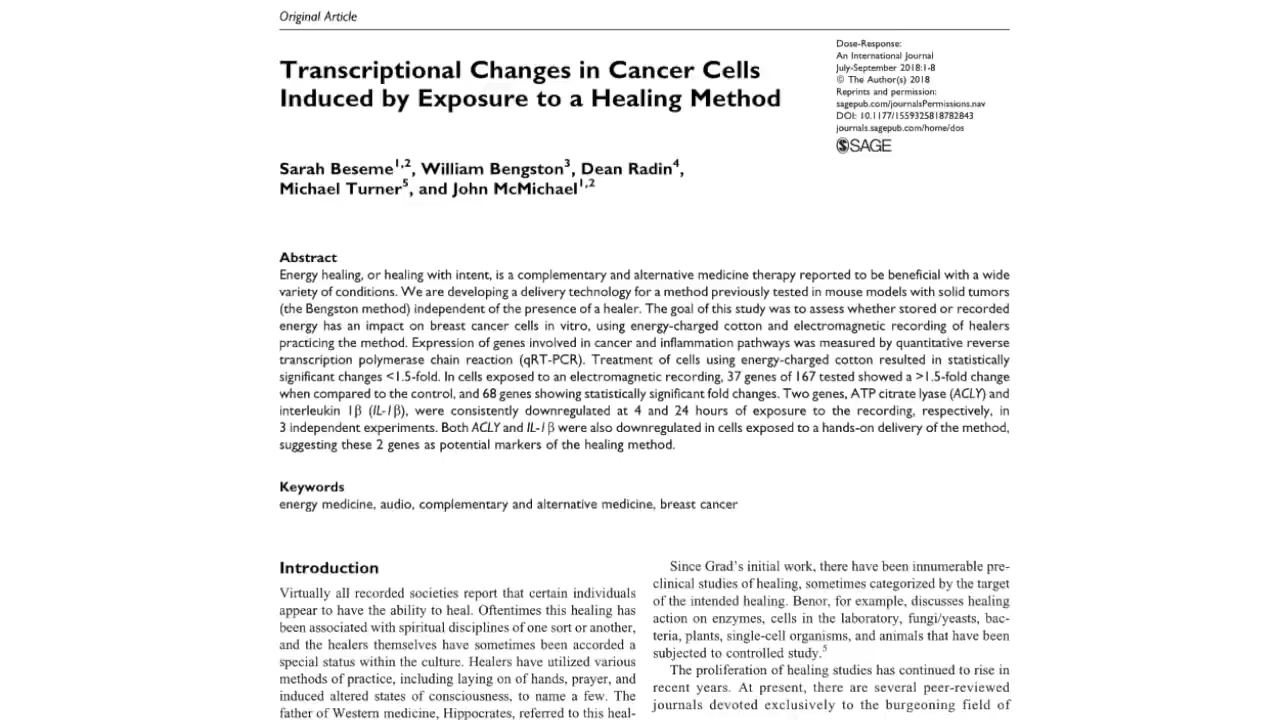 Original Article
Transcriptional Changes in Cancer Cells
Induced by Exposure to a Healing Method
Dose-Response:
An International Journal
July-September 2018:1-8
© The Author(s) 2018
Reprints and permission:
sagepub.com/journalsPermissions.nav
DOI: 10.1177/1559325818782843
journals.sagepub.com/home/dos
SAGE
Sarah Beseme1,2, William Bengston3, Dean Radin4,
Michael Turner5, and John McMichael1,2
Abstract
Energy healing, or healing with intent, is a complementary and alternative medicine therapy reported to be beneficial with a wide
variety of conditions. We are developing a delivery technology for a method previously tested in mouse models with solid tumors
(the Bengston method) independent of the presence of a healer. The goal of this study was to assess whether stored or recorded
energy has an impact on breast cancer cells in vitro, using energy-charged cotton and electromagnetic recording of healers
practicing the method. Expression of genes involved in cancer and inflammation pathways was measured by quantitative reverse
transcription polymerase chain reaction (qRT-PCR). Treatment of cells using energy-charged cotton resulted in statistically
significant changes <1.5-fold. In cells exposed to an electromagnetic recording, 37 genes of 167 tested showed a >1.5-fold change
when compared to the control, and 68 genes showing statistically significant fold changes. Two genes, ATP citrate lyase (ACLY) and
interleukin 1β (IL-1β), were consistently downregulated at 4 and 24 hours of exposure to the recording, respectively, in
3 independent experiments. Both ACLY and IL-1β were also downregulated in cells exposed to a hands-on delivery of the method,
suggesting these 2 genes as potential markers of the healing method.
Keywords
energy medicine, audio, complementary and alternative medicine, breast cancer
Introduction
Virtually all recorded societies report that certain individuals
appear to have the ability to heal. Oftentimes this healing has
been associated with spiritual disciplines of one sort or another,
and the healers themselves have sometimes been accorded a
special status within the culture. Healers have utilized various
methods of practice, including laying on of hands, prayer, and
induced altered states of consciousness, to name a few. The
father of Western medicine, Hippocrates, referred to this heal-
Since Grad's initial work, there have been innumerable pre-
clinical studies of healing, sometimes categorized by the target
of the intended healing. Benor, for example, discusses healing
action on enzymes, cells in the laboratory, fungi/yeasts, bac-
teria, plants, single-cell organisms, and animals that have been
subjected to controlled study.5
The proliferation of healing studies has continued to rise in
recent years. At present, there are several peer-reviewed
journals devoted exclusively to the burgeoning field of